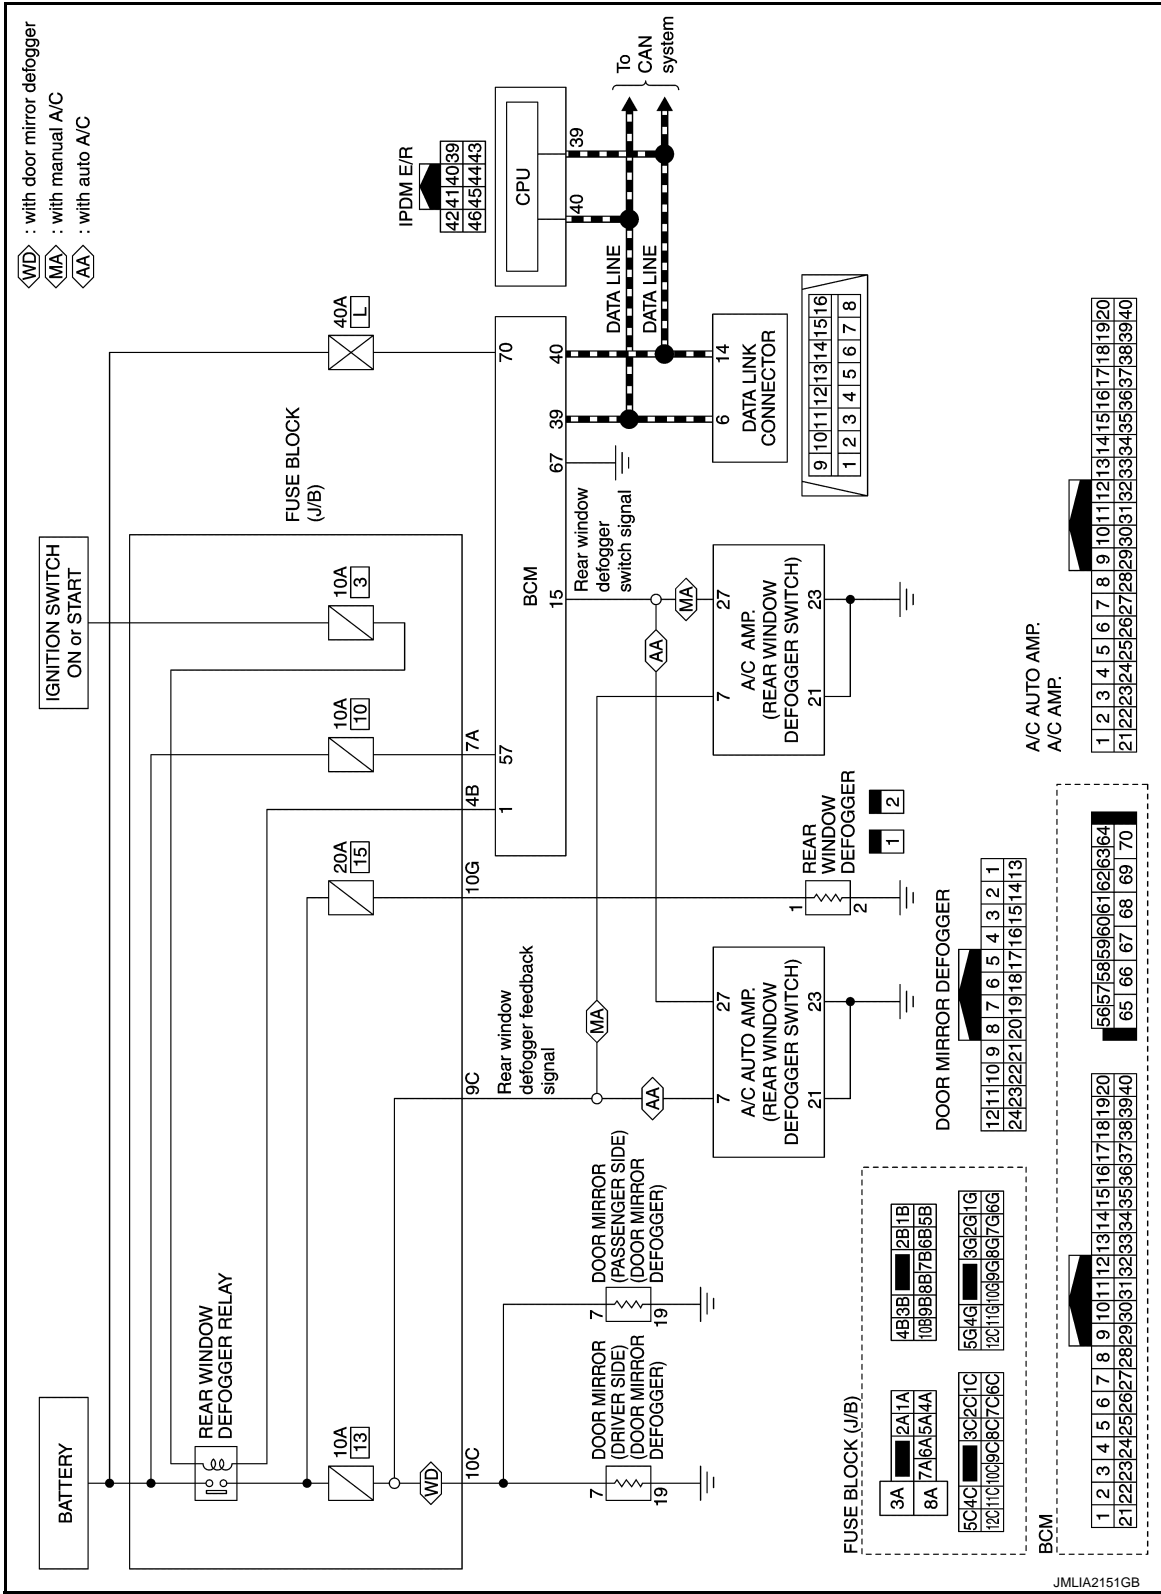 WD : with door mirror defogger
MA : with manual A/C
AA : with auto A/C
BATTERY
IGNITION SWITCH
ON or START
FUSE BLOCK
(J/B)
REAR WINDOW
DEFOGGER RELAY
10A
13
20A
15
10A
10
10A
3
40A
L
WD
10C
9C
10G
4B
7A
Rear window
defogger feedback
signal
1
57
70
BCM
15
67
39
40
Rear window
defogger
switch signal
IPDM E/R
42 41 40 39
46 45 44 43
CPU
40
39
DATA LINE
DATA LINE
To
CAN
system
DOOR MIRROR
(DRIVER SIDE)
(DOOR MIRROR
DEFOGGER)
7
19
DOOR MIRROR
(PASSENGER SIDE)
(DOOR MIRROR
DEFOGGER)
7
19
MA
AA
AA
MA
7
27
A/C AUTO AMP.
(REAR WINDOW
DEFOGGER SWITCH)
21
23
REAR
WINDOW
DEFOGGER
1
2
1
2
7
27
A/C AMP.
(REAR WINDOW
DEFOGGER SWITCH)
21
23
6
14
DATA LINK
CONNECTOR
9 10 11 12 13 14 15 16
1 2 3 4 5 6 7 8
FUSE BLOCK (J/B)
3A 2A 1A
8A 7A 6A 5A 4A
4B 3B 2B 1B
10B 9B 8B 7B 6B 5B
5C 4C 3C 2C 1C
12C 11C 10C 9C 8C 7C 6C
5G 4G 3G 2G 1G
12G 11G 10G 9G 8G 7G 6G
DOOR MIRROR DEFOGGER
12 11 10 9 8 7 6 5 4 3 2 1
24 23 22 21 20 19 18 17 16 15 14 13
BCM
1 2 3 4 5 6 7 8 9 10 11 12 13 14 15 16 17 18 19 20
21 22 23 24 25 26 27 28 29 30 31 32 33 34 35 36 37 38 39 40
56 57 58 59 60 61 62 63 64
65 66 67 68 69 70
A/C AUTO AMP.
A/C AMP.
1 2 3 4 5 6 7 8 9 10 11 12 13 14 15 16 17 18 19 20
21 22 23 24 25 26 27 28 29 30 31 32 33 34 35 36 37 38 39 40
JMLIA2151GB